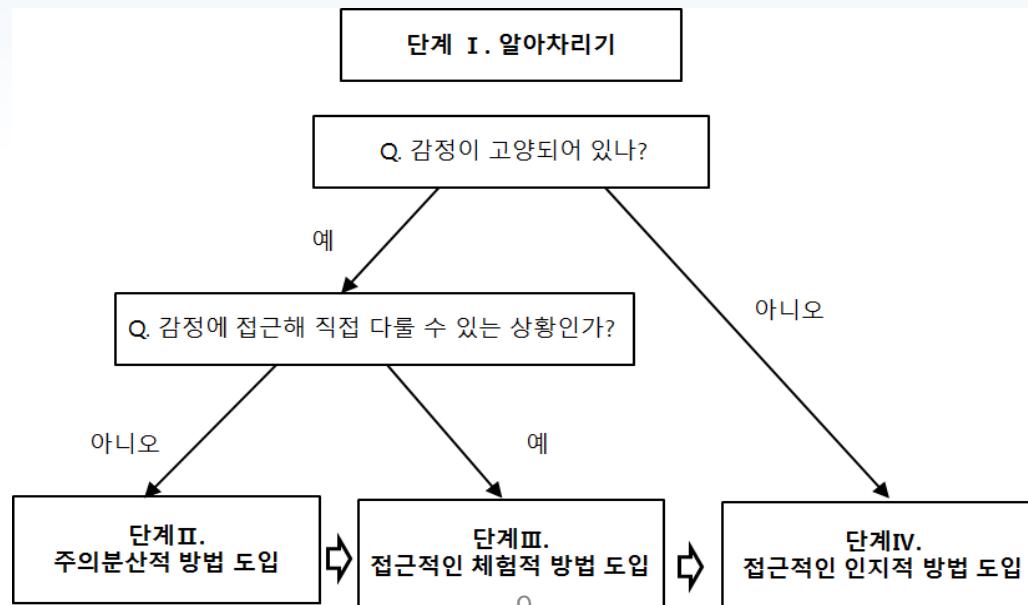 단계 Ⅰ. 알아차리기
Q. 감정이 고양되어 있나?
예
아니오
Q. 감정에 접근해 직접 다룰 수 있는 상황인가?
아니오
예
단계Ⅱ.
주의분산적 방법 도입
단계Ⅲ.
접근적인 체험적 방법 도입
단계Ⅳ.
접근적인 인지적 방법 도입